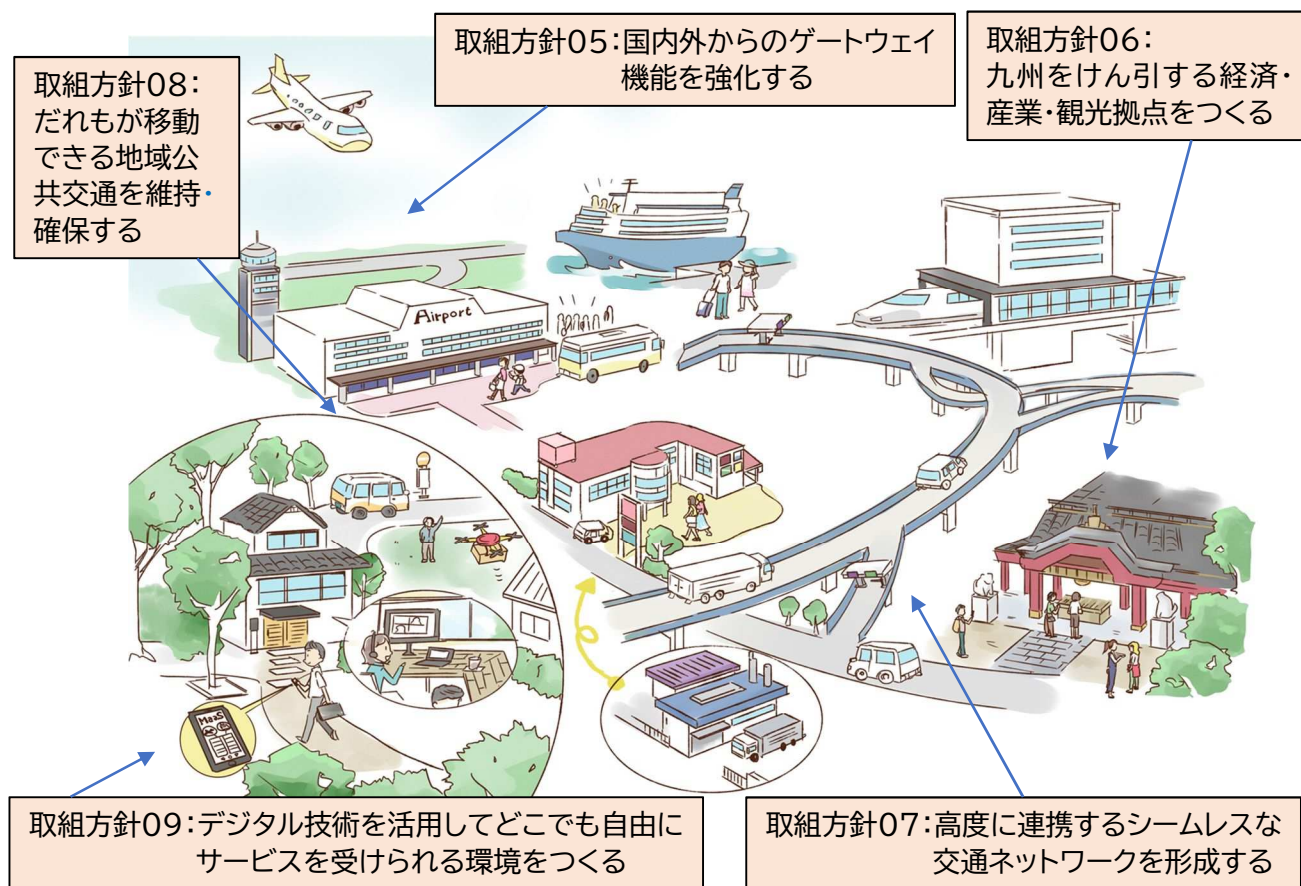 取組方針05：国内外からのゲートウェイ
機能を強化する
取組方針06：
九州をけん引する経済・
産業・観光拠点をつくる
取組方針08：
だれもが移動
できる地域公
共交通を維持・
確保する
Airport
MaaS
取組方針09：デジタル技術を活用してどこでも自由に
サービスを受けられる環境をつくる
取組方針07：高度に連携するシームレスな
交通ネットワークを形成する